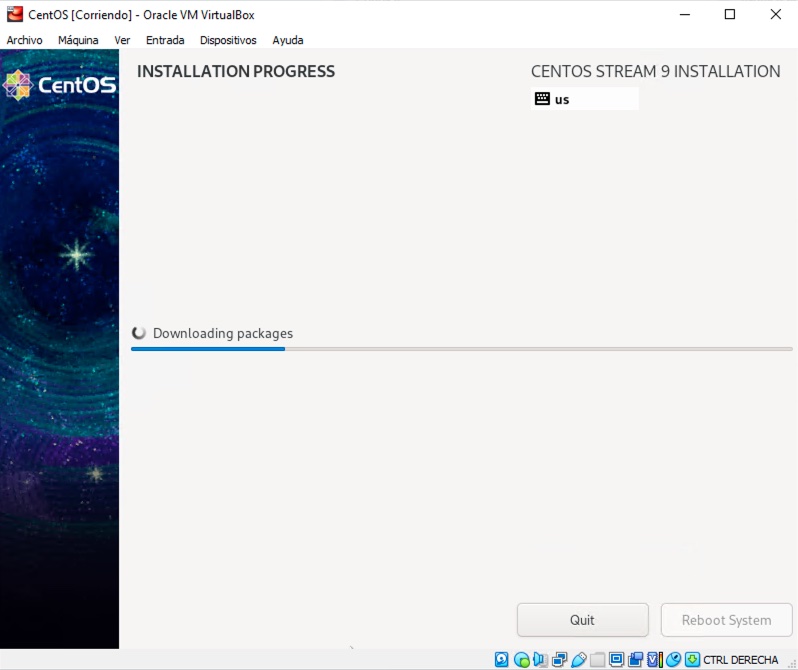 CentOS [Corriendo] - Oracle VM VirtualBox
Archivo Máquina Ver Entrada Dispositivos Ayuda
CentOS
INSTALLATION PROGRESS
CENTOS STREAM 9 INSTALLATION
us
Downloading packages
Quit
Reboot System
CTRL DERECHA